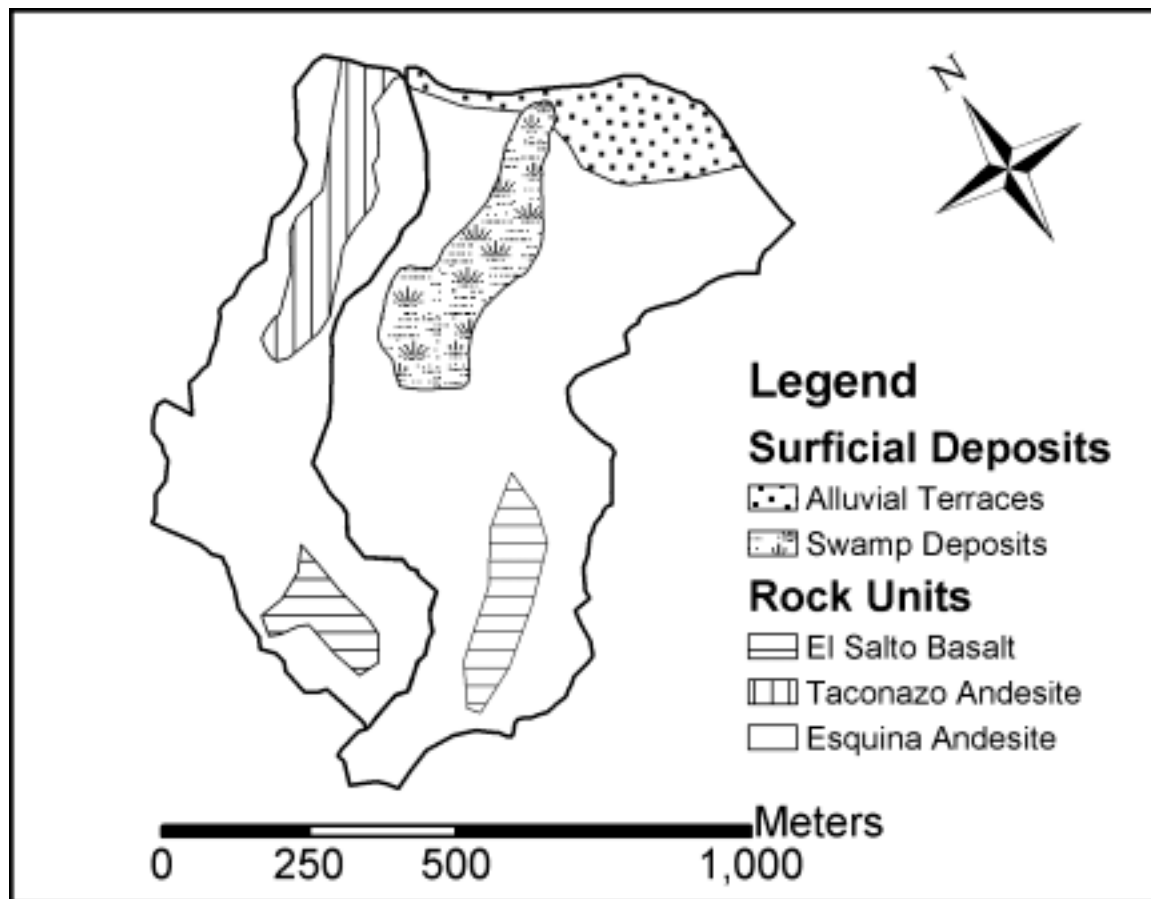 N
Legend
Surficial Deposits
Alluvial Terraces
Swamp Deposits
Rock Units
El Salto Basalt
Taconazo Andesite
Esquina Andesite
Meters
0 250 500 1,000